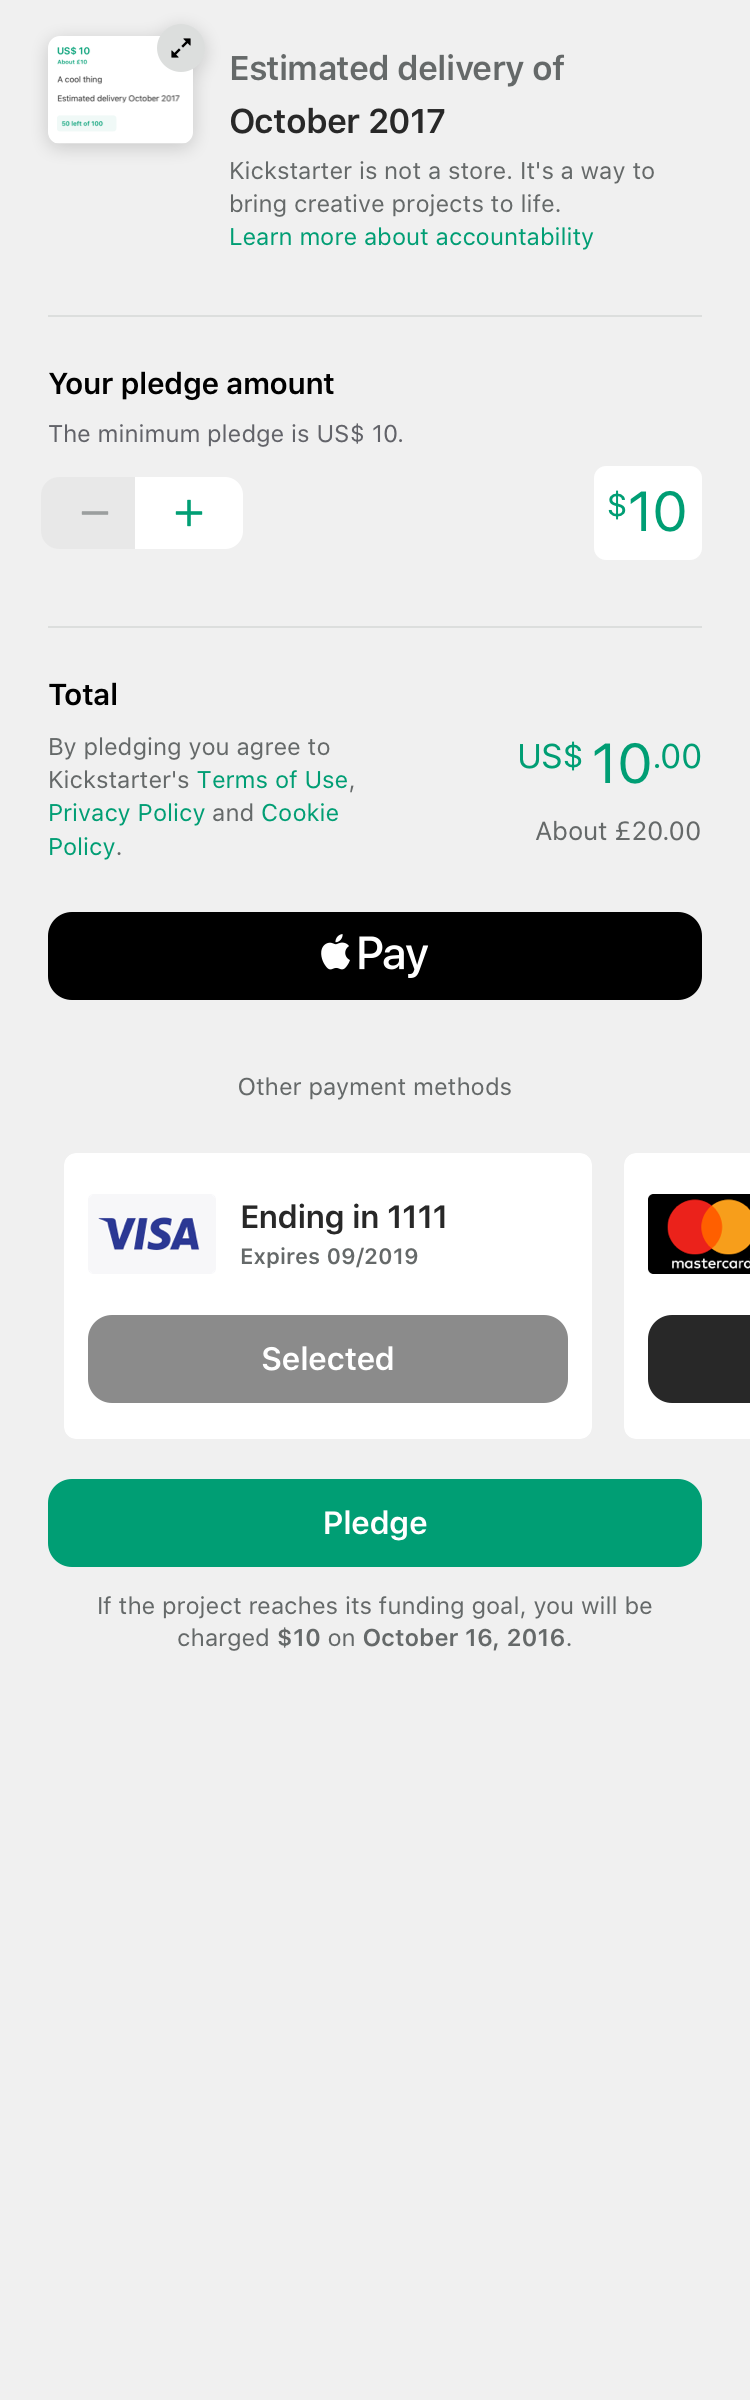 US$ 10
About £10
A cool thing
Estimated delivery October 2017
50 left of 100
Estimated delivery of
October 2017
Kickstarter is not a store. It's a way to
bring creative projects to life.
Learn more about accountability
Your pledge amount
The minimum pledge is US$ 10.
$10
Total
By pledging you agree to
Kickstarter's Terms of Use,
Privacy Policy and Cookie
Policy.
US$ 10.00
About £20.00
Pay
Other payment methods
VISA
Ending in 1111
Expires 09/2019
Selected
mastercard
Pledge
If the project reaches its funding goal, you will be
charged $10 on October 16, 2016.